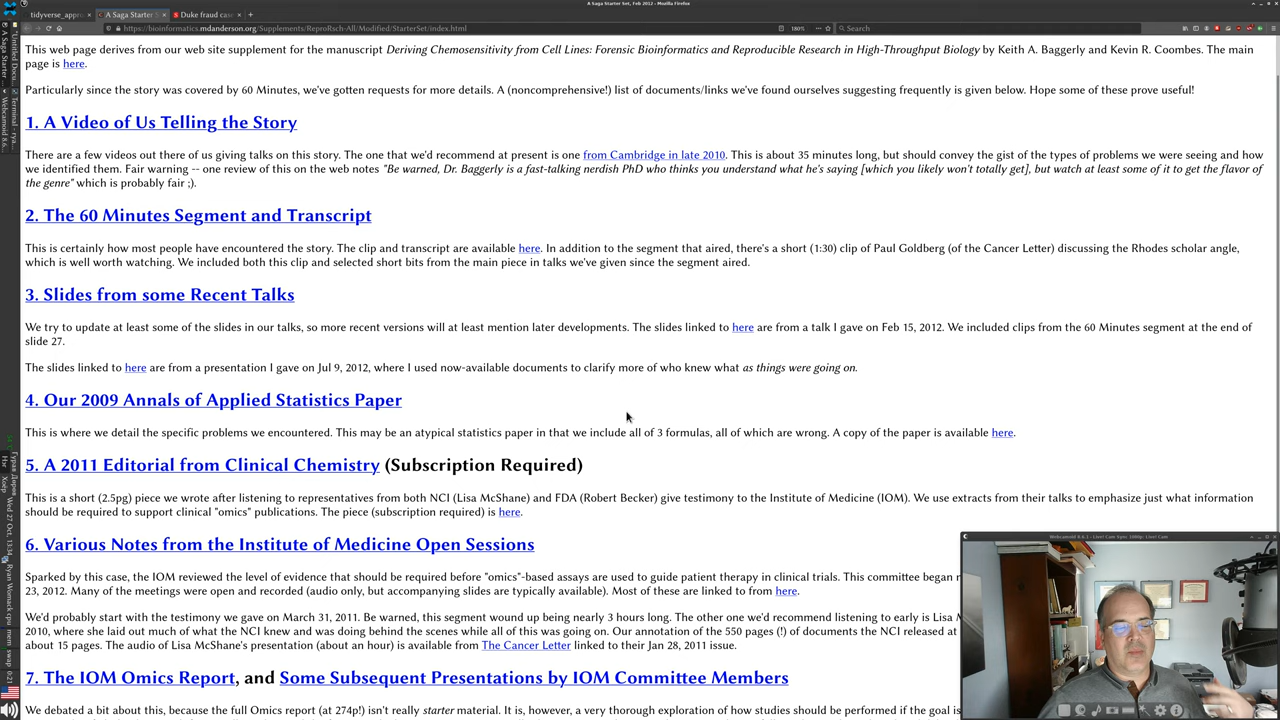 A Saga Starter Set, Feb 2012 - Mozilla Firefox
tidyverse_appr
A Saga Starter S
Duke fraud cas
https://bioinformatics.mdanderson.org/Supplements/ReproRsch-All/Modified/StarterSet/index.html
180%
Search
This web page derives from our web site supplement for the manuscript Deriving Chemosensitivity from Cell Lines: Forensic Bioinformatics and Reproducible Research in High-Throughput Biology by Keith A. Baggerly and Kevin R. Coombes. The main
page is here.
Particularly since the story was covered by 60 Minutes, we've gotten requests for more details. A (noncomprehensive!) list of documents/links we've found ourselves suggesting frequently is given below. Hope some of these prove useful!
1. A Video of Us Telling the Story
There are a few videos out there of us giving talks on this story. The one that we'd recommend at present is one from Cambridge in late 2010. This is about 35 minutes long, but should convey the gist of the types of problems we were seeing and how
we identified them. Fair warning -- one review of this on the web notes "Be warned, Dr. Baggerly is a fast-talking nerdish PhD who thinks you understand what he's saying [which you likely won't totally get], but watch at least some of it to get the flavor of
the genre" which is probably fair ;).
2. The 60 Minutes Segment and Transcript
This is certainly how most people have encountered the story. The clip and transcript are available here. In addition to the segment that aired, there's a short (1:30) clip of Paul Goldberg (of the Cancer Letter) discussing the Rhodes scholar angle,
which is well worth watching. We included both this clip and selected short bits from the main piece in talks we've given since the segment aired.
3. Slides from some Recent Talks
We try to update at least some of the slides in our talks, so more recent versions will at least mention later developments. The slides linked to here are from a talk I gave on Feb 15, 2012. We included clips from the 60 Minutes segment at the end of
slide 27.
The slides linked to here are from a presentation I gave on Jul 9, 2012, where I used now-available documents to clarify more of who knew what as things were going on.
4. Our 2009 Annals of Applied Statistics Paper
This is where we detail the specific problems we encountered. This may be an atypical statistics paper in that we include all of 3 formulas, all of which are wrong. A copy of the paper is available here.
5. A 2011 Editorial from Clinical Chemistry (Subscription Required)
This is a short (2.5pg) piece we wrote after listening to representatives from both NCI (Lisa McShane) and FDA (Robert Becker) give testimony to the Institute of Medicine (IOM). We use extracts from their talks to emphasize just what information
should be required to support clinical "omics" publications. The piece (subscription required) is here.
6. Various Notes from the Institute of Medicine Open Sessions
Sparked by this case, the IOM reviewed the level of evidence that should be required before "omics"-based assays are used to guide patient therapy in clinical trials. This committee began
23, 2012. Many of the meetings were open and recorded (audio only, but accompanying slides are typically available). Most of these are linked to from here.
We'd probably start with the testimony we gave on March 31, 2011. Be warned, this segment wound up being nearly 3 hours long. The other one we'd recommend listening to early is Lisa
2010, where she laid out much of what the NCI knew and was doing behind the scenes while all of this was going on. Our annotation of the 550 pages (!) of documents the NCI released at
about 15 pages. The audio of Lisa McShane's presentation (about an hour) is available from The Cancer Letter linked to their Jan 28, 2011 issue.
7. The IOM Omics Report, and Some Subsequent Presentations by IOM Committee Members
We debated a bit about this, because the full Omics report (at 274p!) isn't really starter material. It is, however, a very thorough exploration of how studies should be performed if the goal is